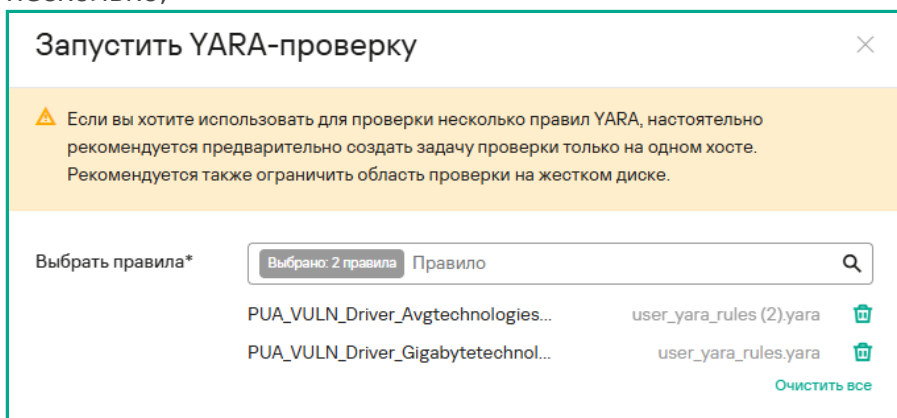 Запустить YARA-проверку
Если вы хотите использовать для проверки несколько правил YARA, настоятельно
рекомендуется предварительно создать задачу проверки только на одном хосте.
Рекомендуется также ограничить область проверки на жестком диске.
Выбрать правила* Выбрано: 2 правила Правило
PUA_VULN_Driver_Avgtechnologies... user_yara_rules (2).yara
PUA_VULN_Driver_Gigabytetechnol... user_yara_rules.yara
Очистить все